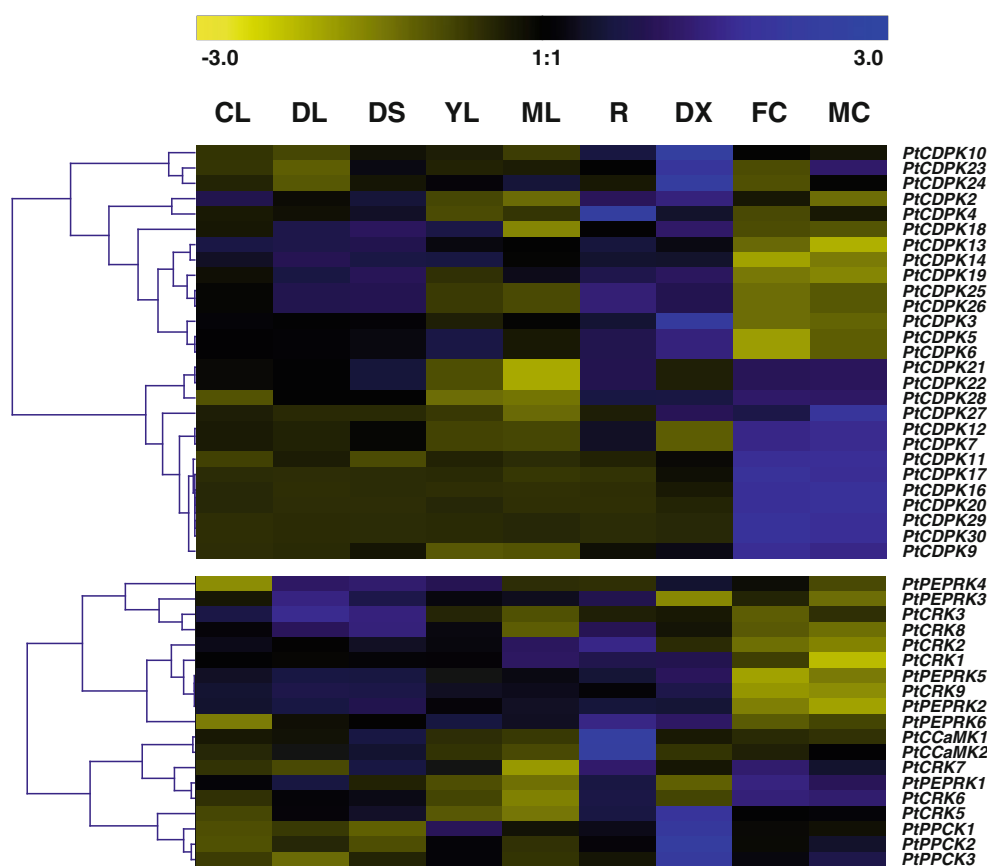 -3.0 1:1 3.0
CL DL DS YL ML R DX FC MC
PtCDPK10
PtCDPK23
PtCDPK24
PtCDPK2
PtCDPK4
PtCDPK18
PtCDPK13
PtCDPK14
PtCDPK19
PtCDPK25
PtCDPK26
PtCDPK3
PtCDPK5
PtCDPK6
PtCDPK21
PtCDPK22
PtCDPK28
PtCDPK27
PtCDPK12
PtCDPK7
PtCDPK11
PtCDPK17
PtCDPK16
PtCDPK20
PtCDPK29
PtCDPK30
PtCDPK9
PtPEPRK4
PtPEPRK3
PtCRK3
PtCRK8
PtCRK2
PtCRK1
PtPEPRK5
PtCRK9
PtPEPRK2
PtPEPRK6
PtCCaMK1
PtCCaMK2
PtCRK7
PtPEPRK1
PtCRK6
PtCRK5
PtPPCK1
PtPPCK2
PtPPCK3